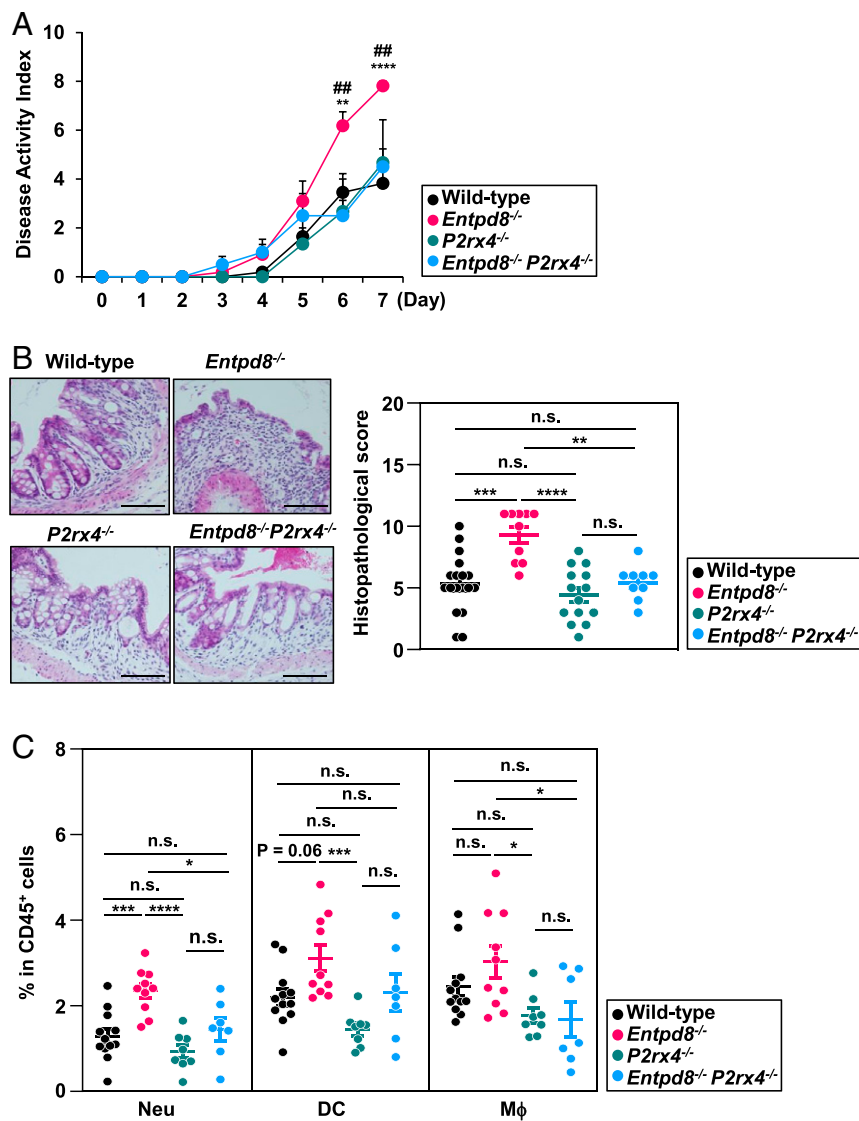 A
Disease Activity Index
10
8
6
4
2
0
0 1 2 3 4 5 6 7 (Day)
##
**
##
****
Wild-type
Entpd8-/-
P2rx4-/-
Entpd8-/- P2rx4-/-
B
Wild-type
Entpd8-/-
P2rx4-/-
Entpd8-/-P2rx4-/-
Histopathological score
20
15
10
5
0
n.s.
**
n.s.
*** ****
n.s.
Wild-type
Entpd8-/-
P2rx4-/-
Entpd8-/- P2rx4-/-
C
% in CD45+ cells
8
6
4
2
0
n.s.
*
n.s.
*** ****
n.s.
Neu
n.s.
n.s.
n.s.
P = 0.06 ***
n.s.
DC
n.s.
*
n.s.
n.s. *
n.s.
Mϕ
Wild-type
Entpd8-/-
P2rx4-/-
Entpd8-/- P2rx4-/-